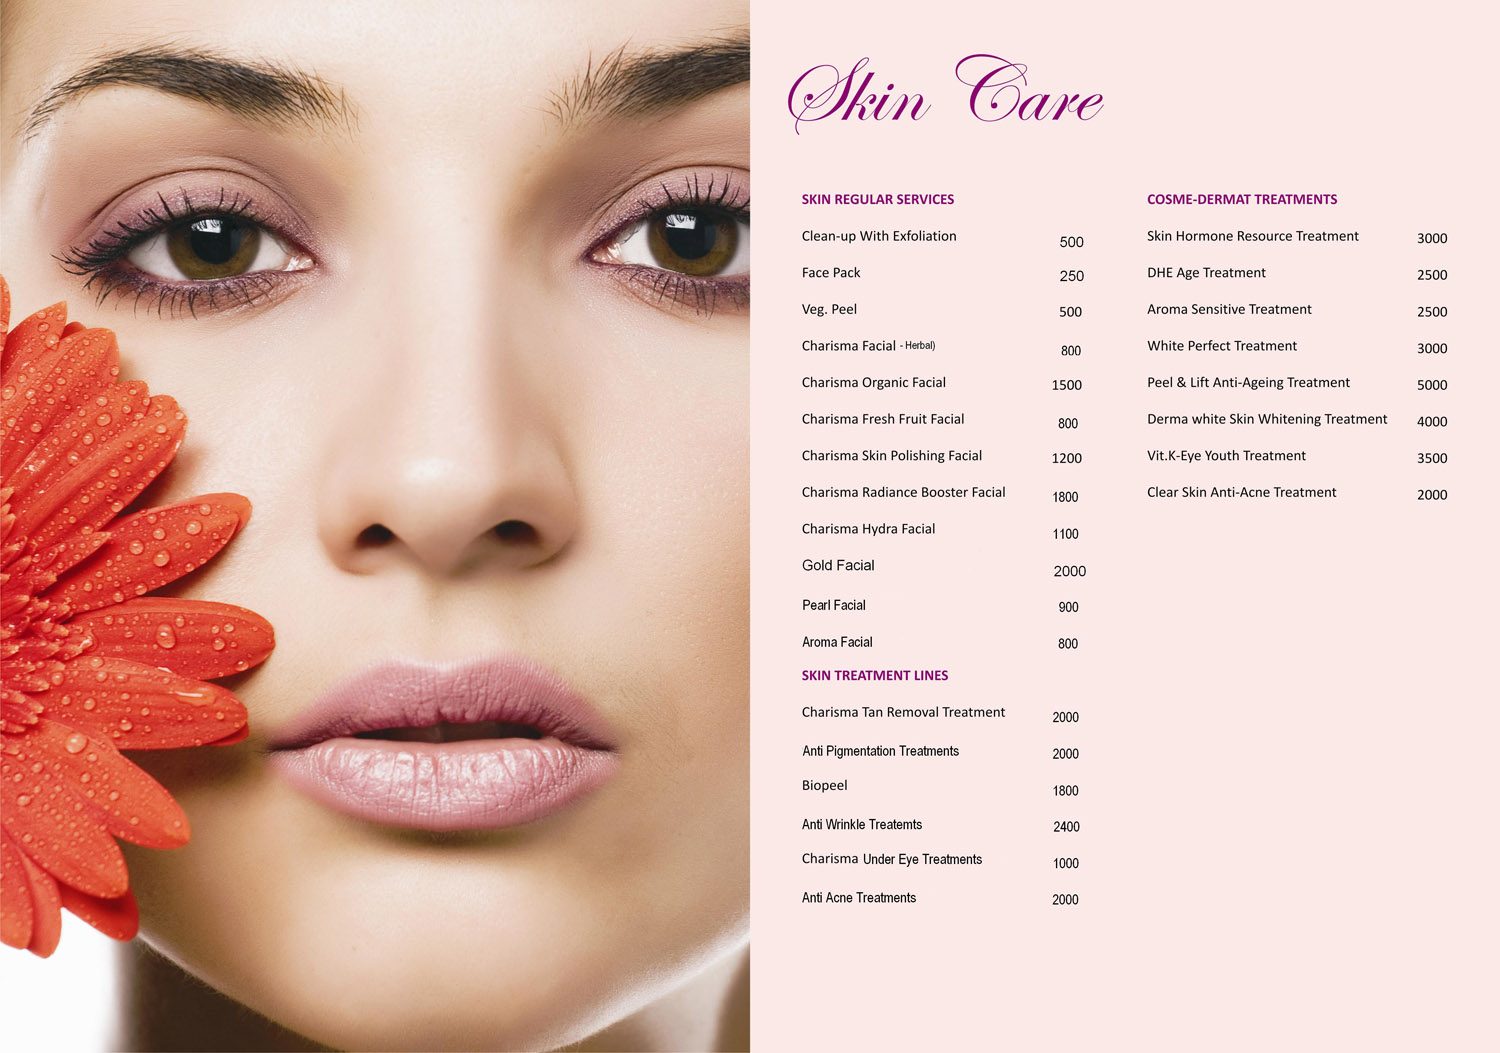 Skin Care
SKIN REGULAR SERVICES
Clean-up With Exfoliation 500
Face Pack 250
Veg. Peel 500
Charisma Facial - Herbal) 800
Charisma Organic Facial 1500
Charisma Fresh Fruit Facial 800
Charisma Skin Polishing Facial 1200
Charisma Radiance Booster Facial 1800
Charisma Hydra Facial 1100
Gold Facial 2000
Pearl Facial 900
Aroma Facial 800
SKIN TREATMENT LINES
Charisma Tan Removal Treatment 2000
Anti Pigmentation Treatments 2000
Biopeel 1800
Anti Wrinkle Treatemts 2400
Charisma Under Eye Treatments 1000
Anti Acne Treatments 2000
COSME-DERMAT TREATMENTS
Skin Hormone Resource Treatment 3000
DHE Age Treatment 2500
Aroma Sensitive Treatment 2500
White Perfect Treatment 3000
Peel & Lift Anti-Ageing Treatment 5000
Derma white Skin Whitening Treatment 4000
Vit.K-Eye Youth Treatment 3500
Clear Skin Anti-Acne Treatment 2000